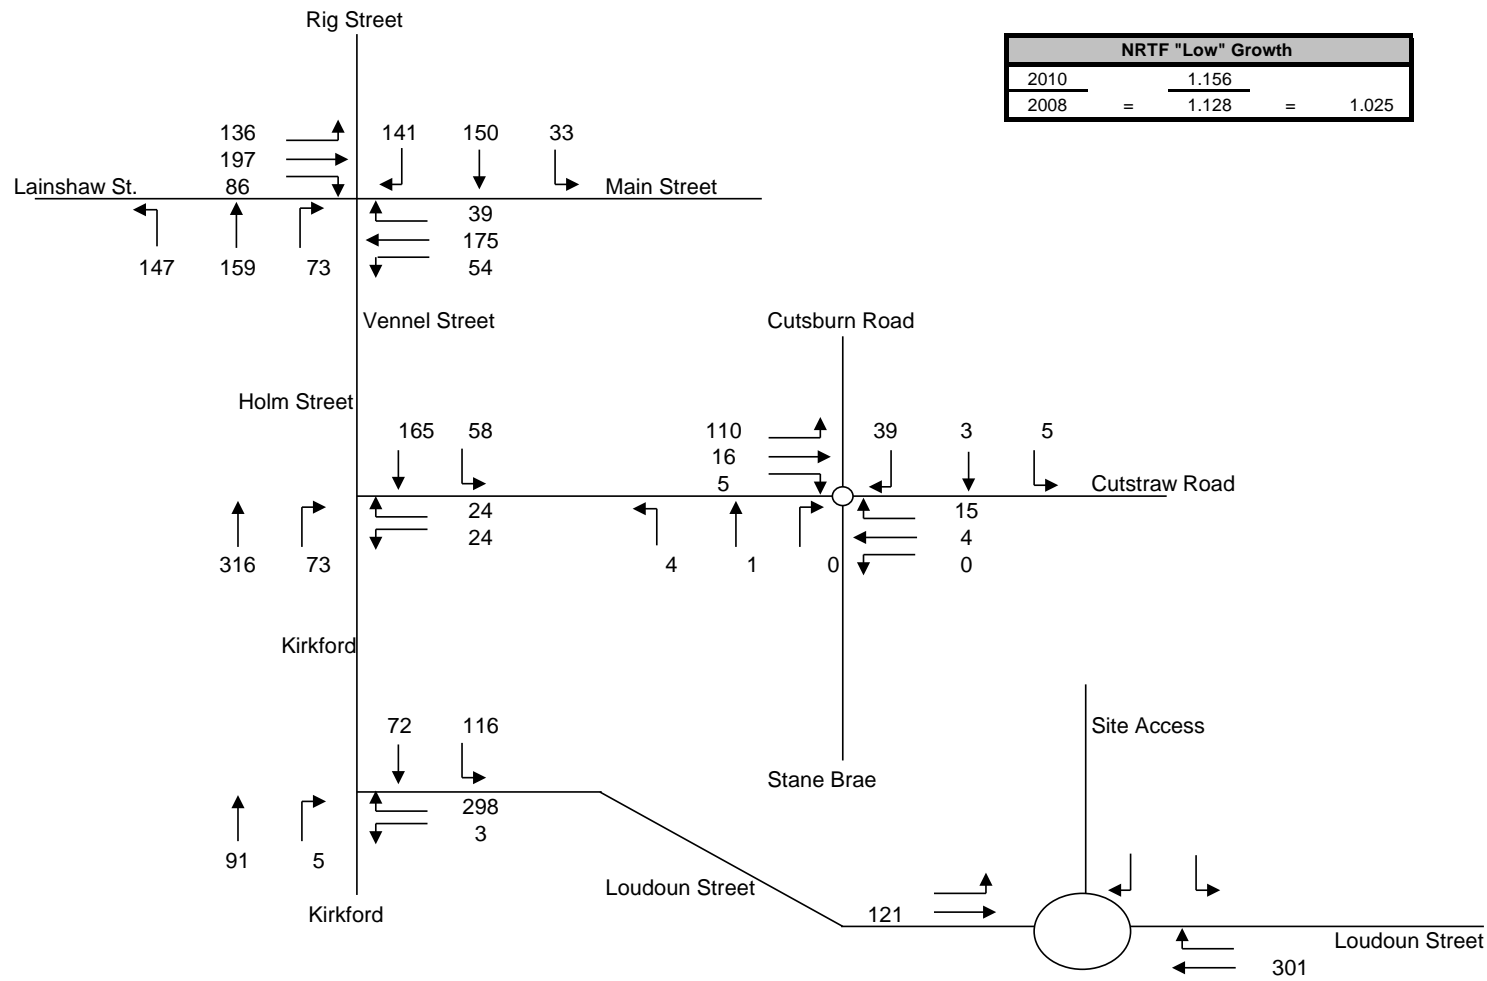 Rig Street
NRTF "Low" Growth
2010 1.156
2008 = 1.128 = 1.025
136 141 150 33
197
Lainshaw St. 86 Main Street
39
175
147 159 73 54
Vennel Street Cutsburn Road
Holm Street
165 58 110 39 3 5
16
5 Cutstraw Road
24 15
24 4
316 73 4 1 0 0
Kirkford
72 116 Site Access
Stane Brae
298
3
91 5
Loudoun Street
Kirkford 121
Loudoun Street
301